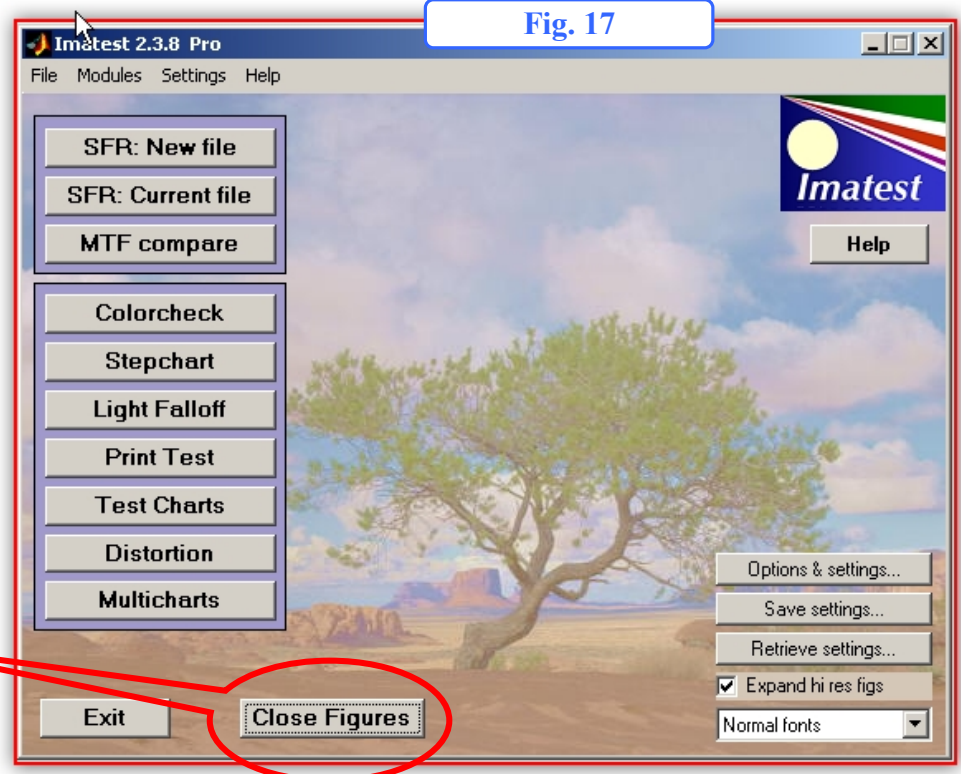 Fig. 17
Imatest 2.3.8 Pro
File Modules Settings Help
SFR: New file
SFR: Current file
MTF compare
Imatest
Help
Colorcheck
Stepchart
Light Falloff
Print Test
Test Charts
Distortion
Multicharts
Options & settings...
Save settings...
Retrieve settings...
Expand hi res figs
Normal fonts
Exit
Close Figures